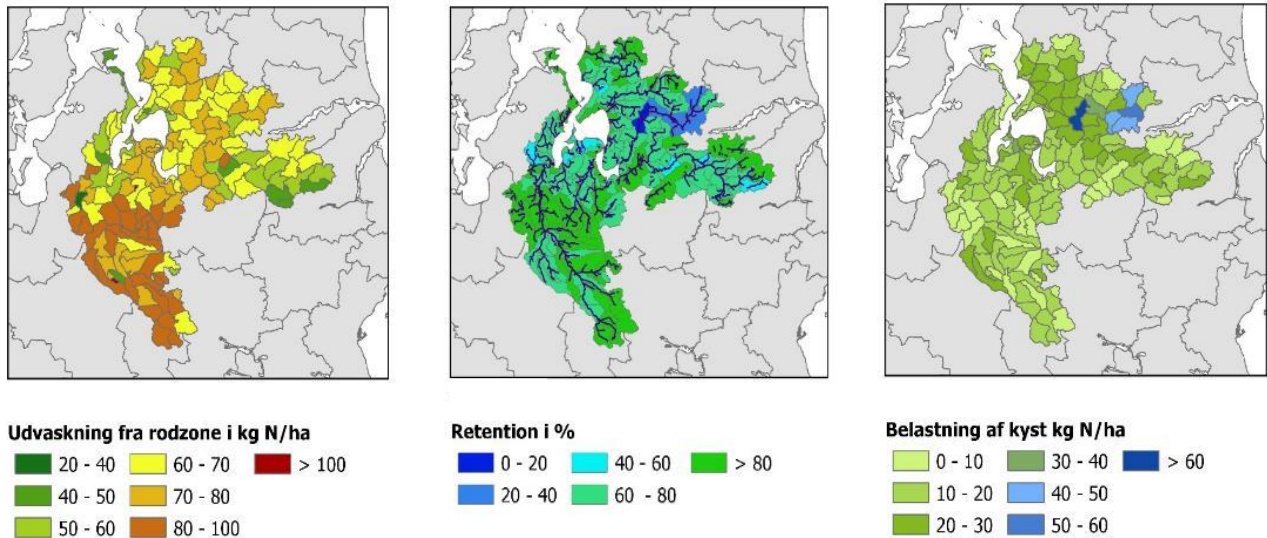 Udvaskning fra rodzone i kg N/ha
20 - 40
60 - 70
> 100
40 - 50
70 - 80
50 - 60
80 - 100
Retention i %
0 - 20
40 - 60
> 80
20 - 40
60 - 80
Belastning af kyst kg N/ha
0 - 10
30 - 40
> 60
10 - 20
40 - 50
20 - 30
50 - 60